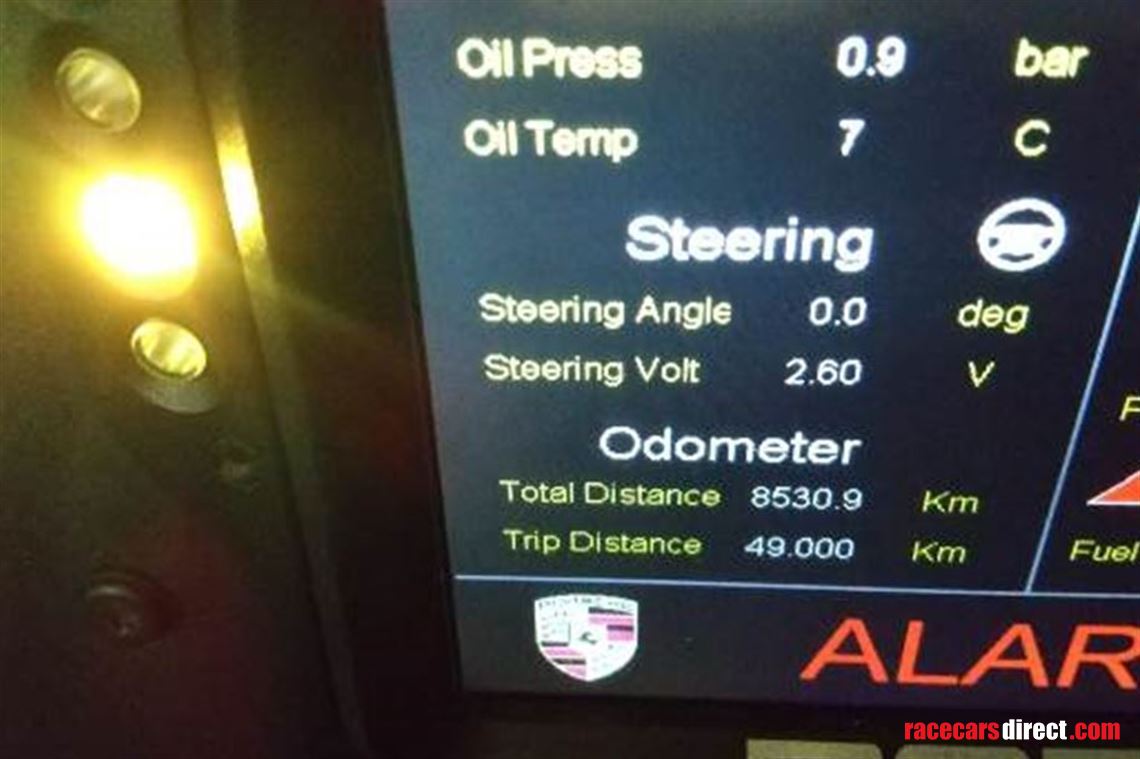 Oil Press 0.9 bar
Oil Temp 7 C
Steering
Steering Angle 0.0 deg
Steering Volt 2.60 V
Odometer
Total Distance 8530.9 Km
Trip Distance 49.000 Km
F
Fuel
ALAR
racecarsdirect.com